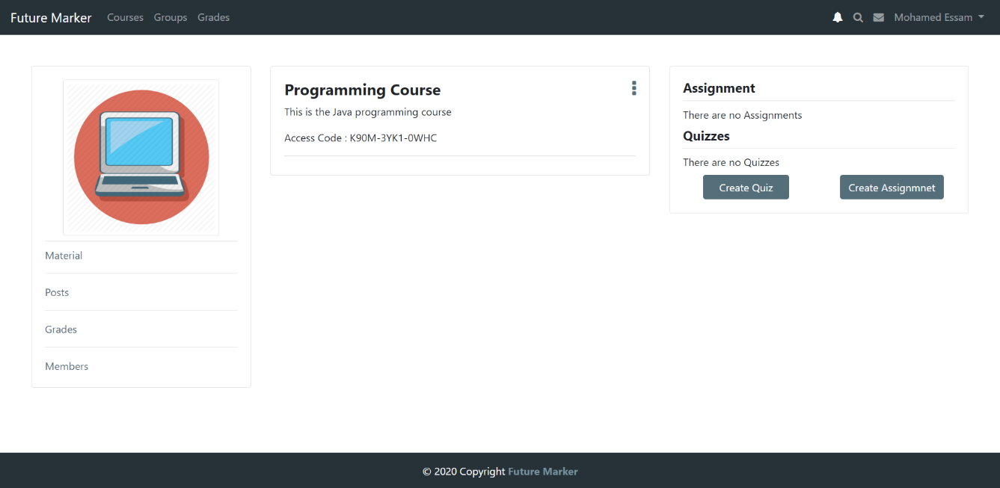 Future Marker Courses Groups Grades Mohamed Essam
Material
Posts
Grades
Members
Programming Course
This is the Java programming course
Access Code : K90M-3YK1-0WHC
Assignment
There are no Assignments
Quizzes
There are no Quizzes
Create Quiz Create Assignmnet
© 2020 Copyright Future Marker